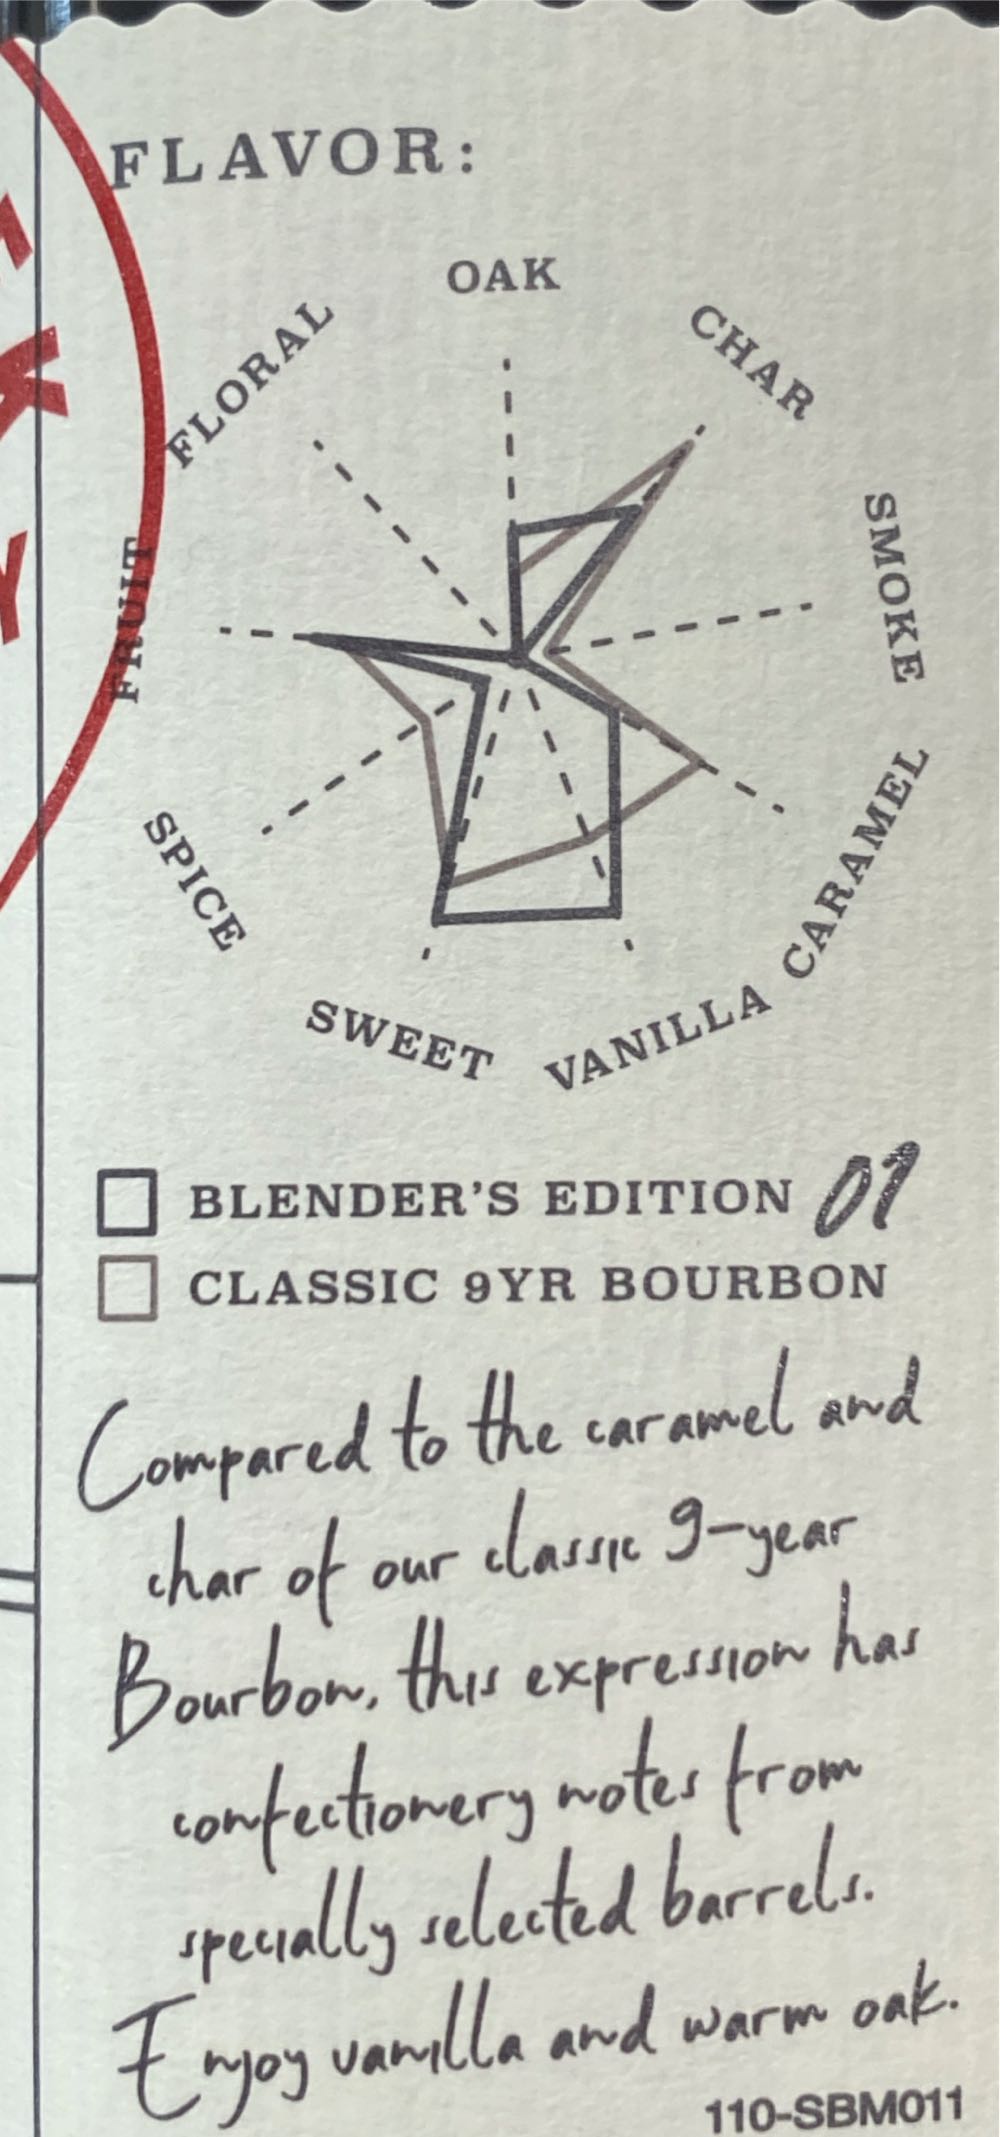 FLAVOR:
OAK
CHAR
SMOKE
CARAMEL
VANILLA
SWEET
SPICE
FRUIT
FLORAL
BLENDER'S EDITION 01
CLASSIC 9YR BOURBON
Compared to the caramel and
char of our classic 9-year
Bourbon, this expression has
confectionery notes from
specially selected barrels.
Enjoy vanilla and warm oak.
110-SBM011